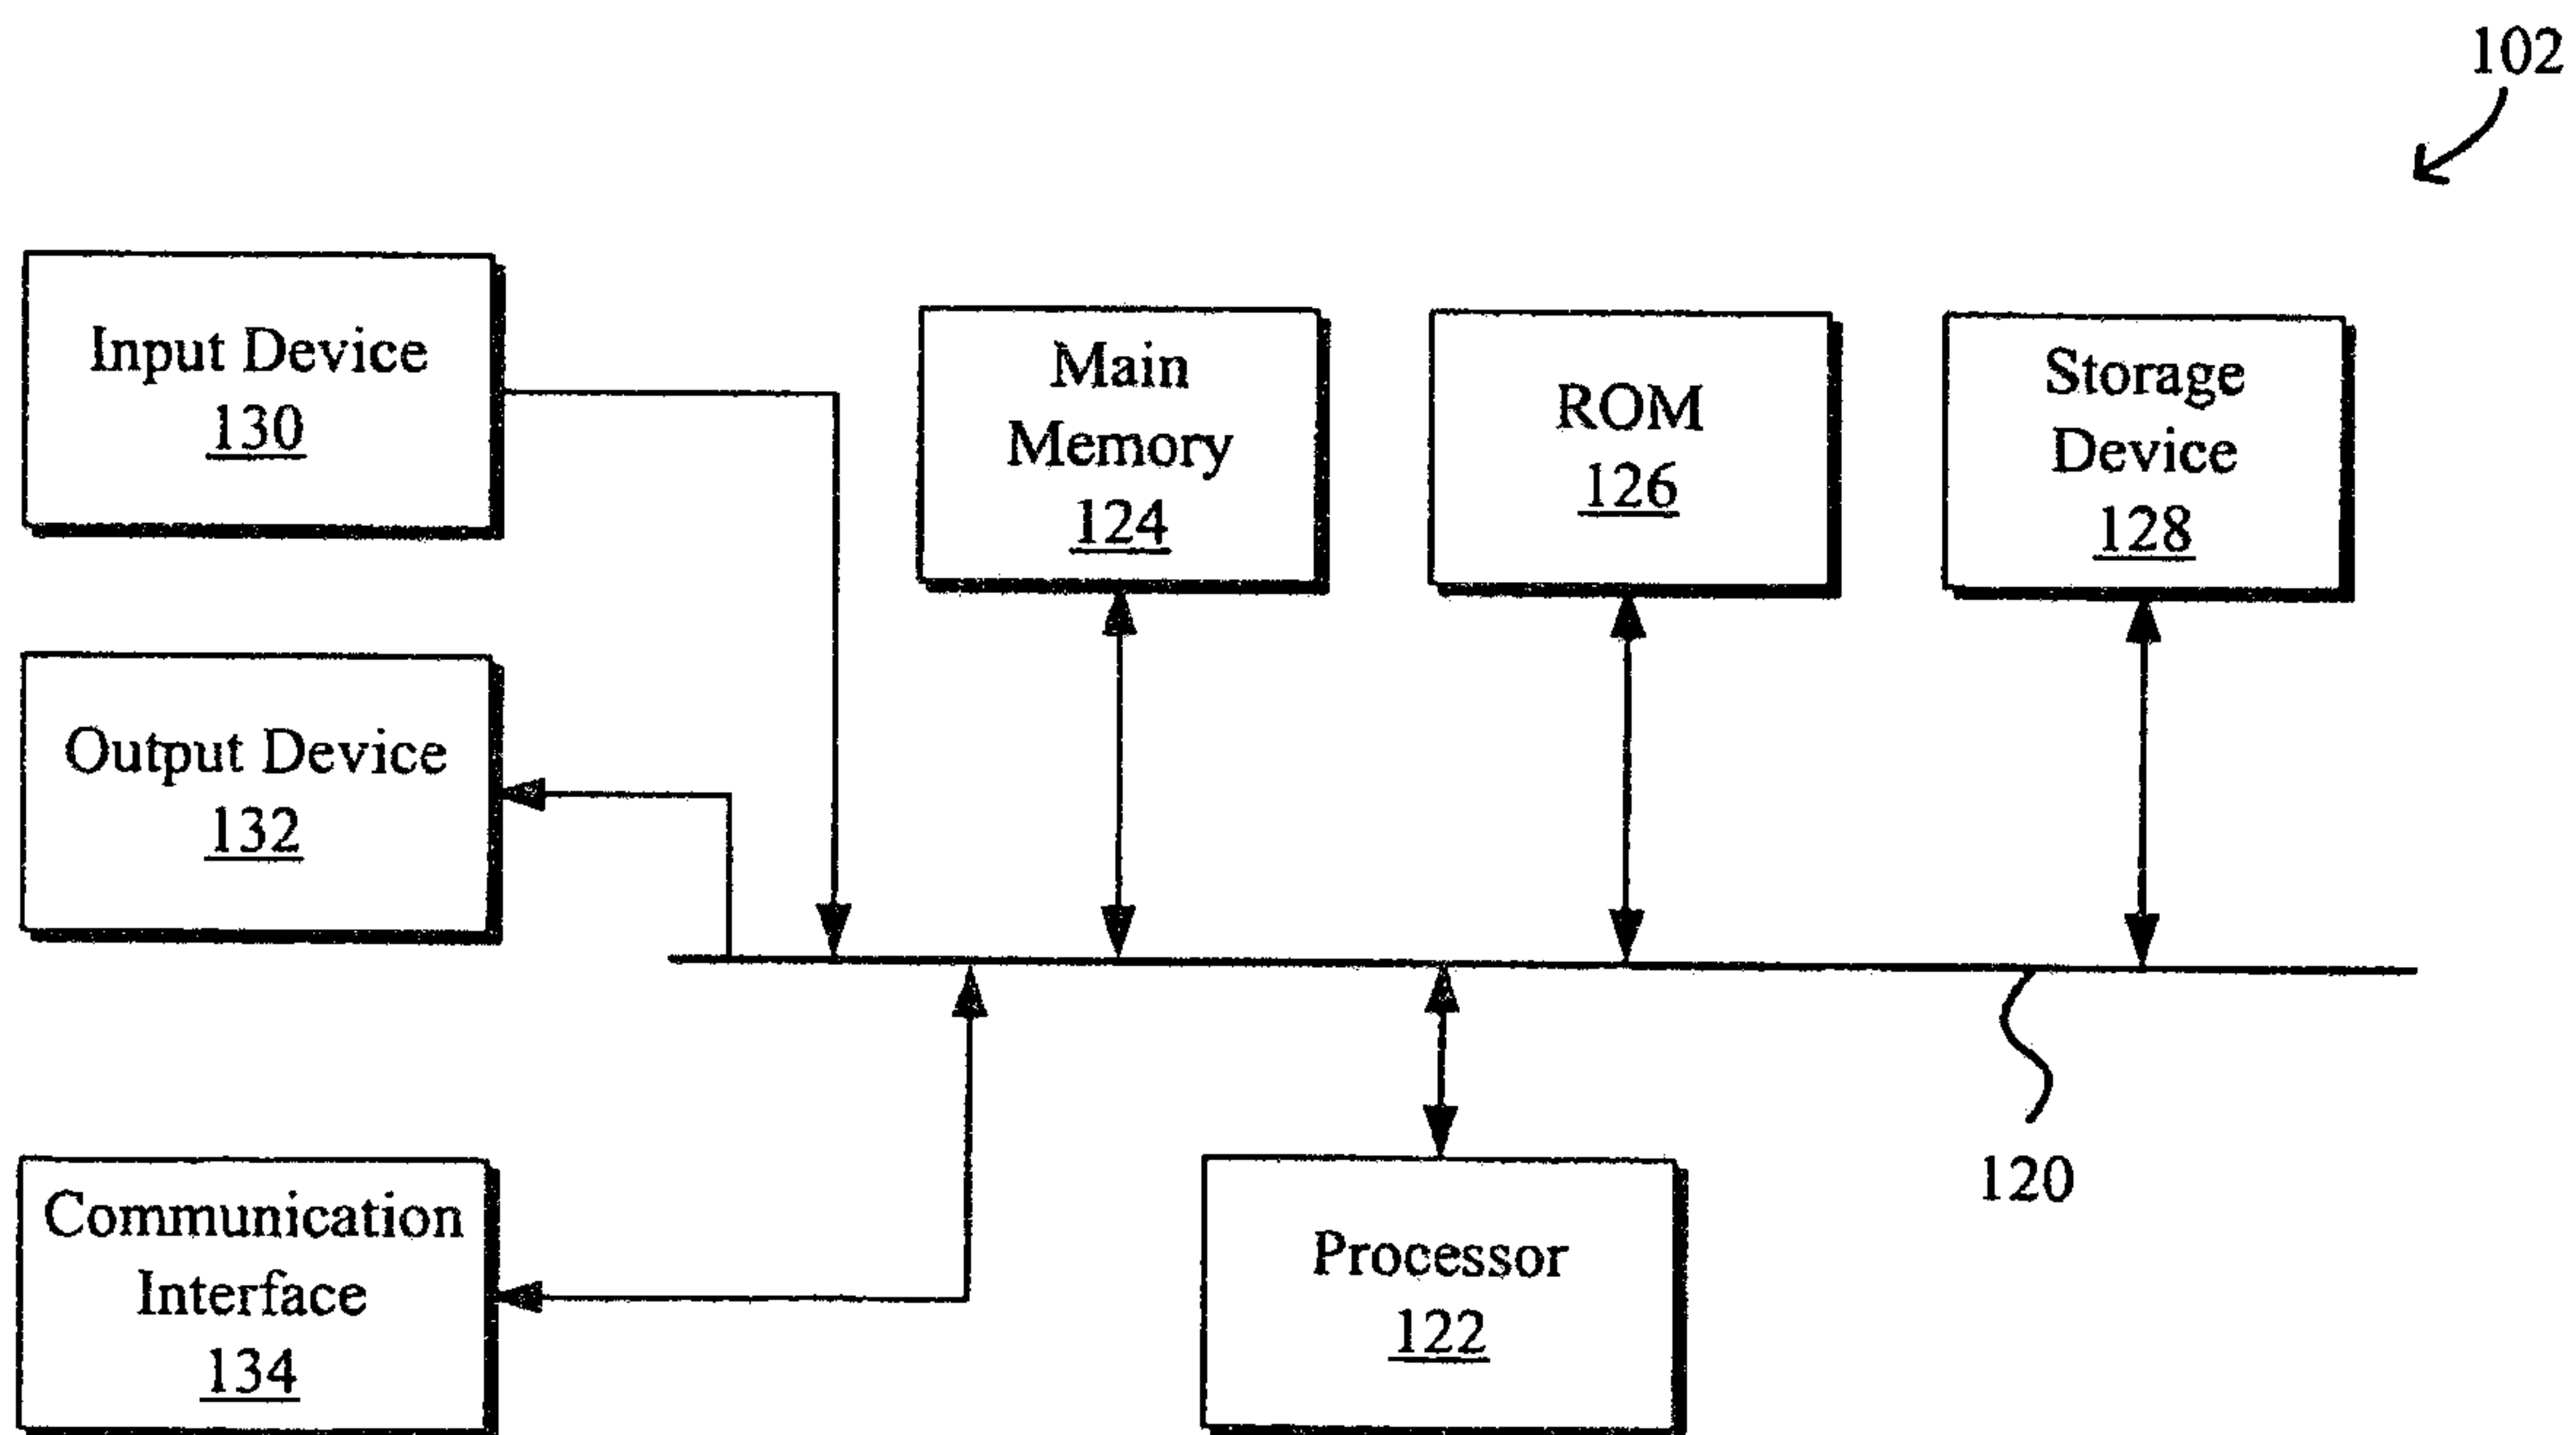 102
Input Device
130
Main
Memory
124
ROM
126
Storage
Device
128
Output Device
132
120
Communication
Interface
134
Processor
122